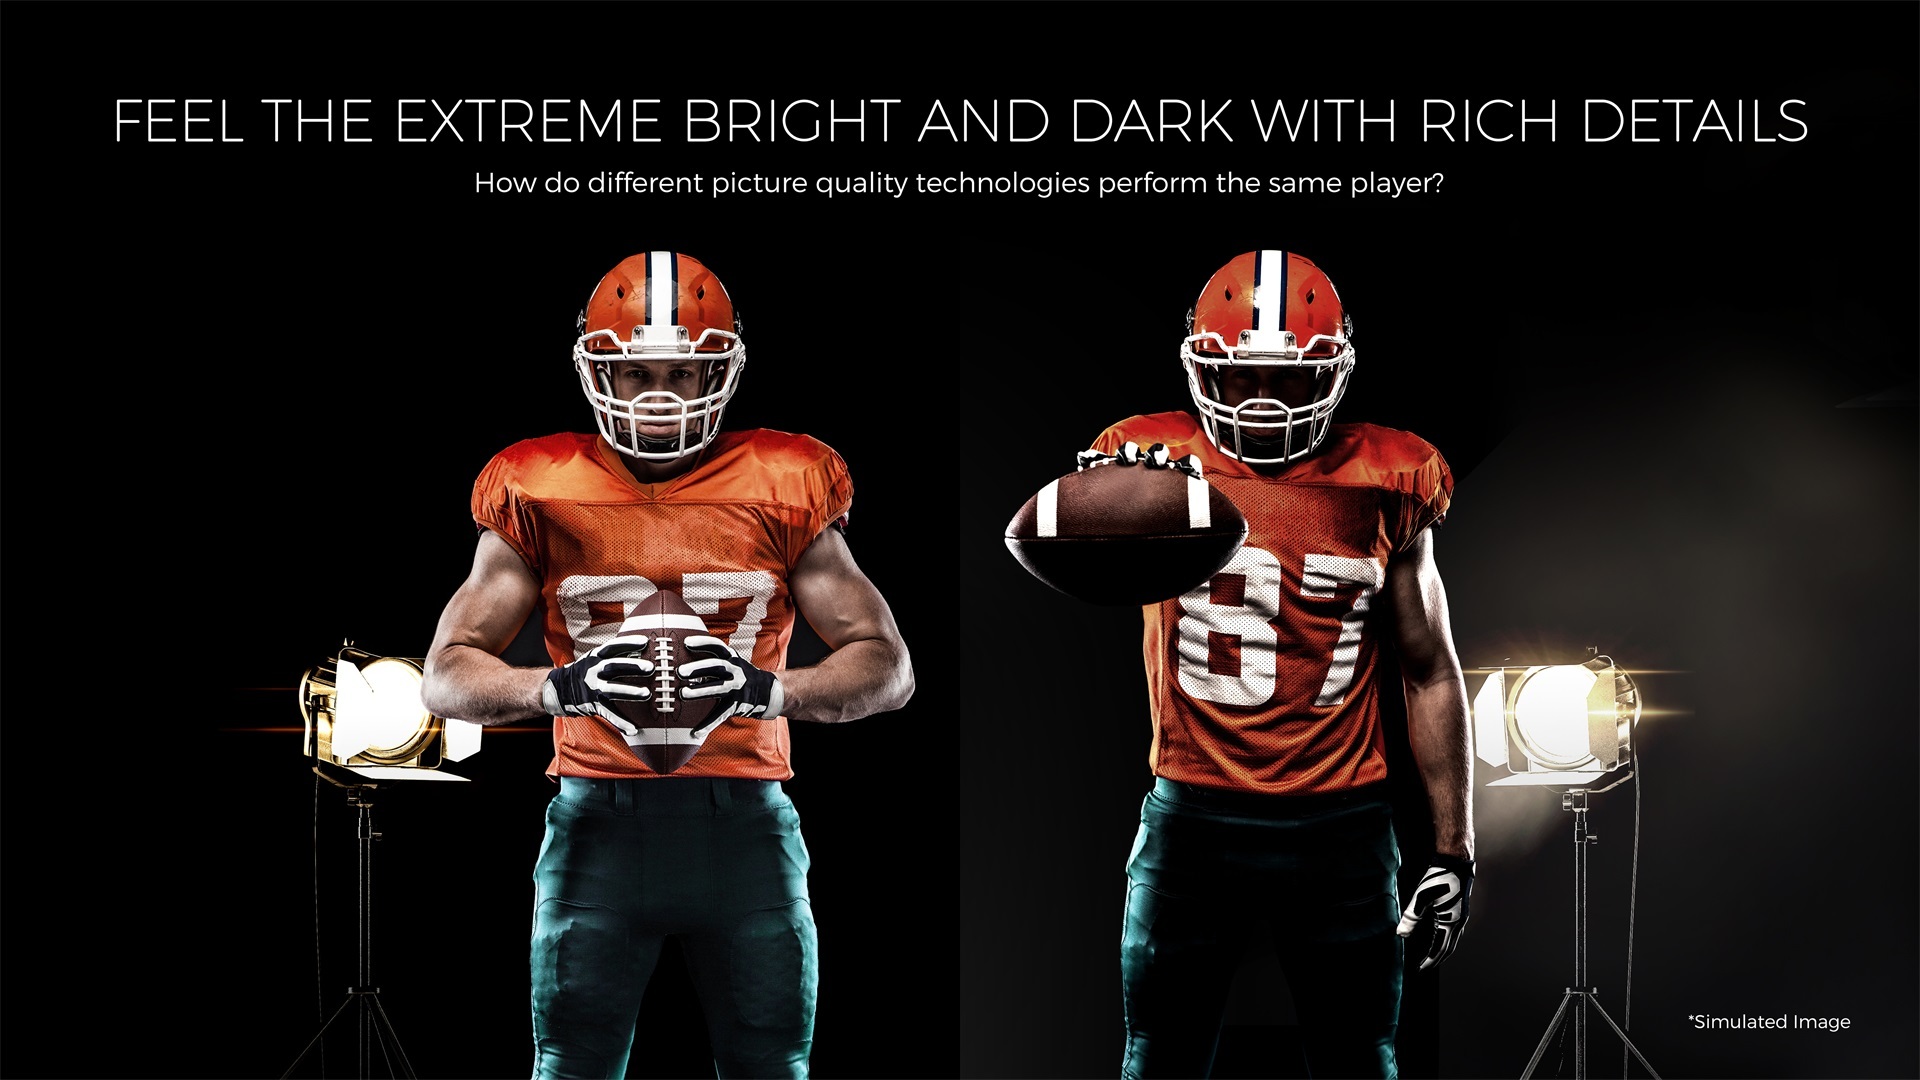 FEEL THE EXTREME BRIGHT AND DARK WITH RICH DETAILS
How do different picture quality technologies perform the same player?
87
87
*Simulated Image